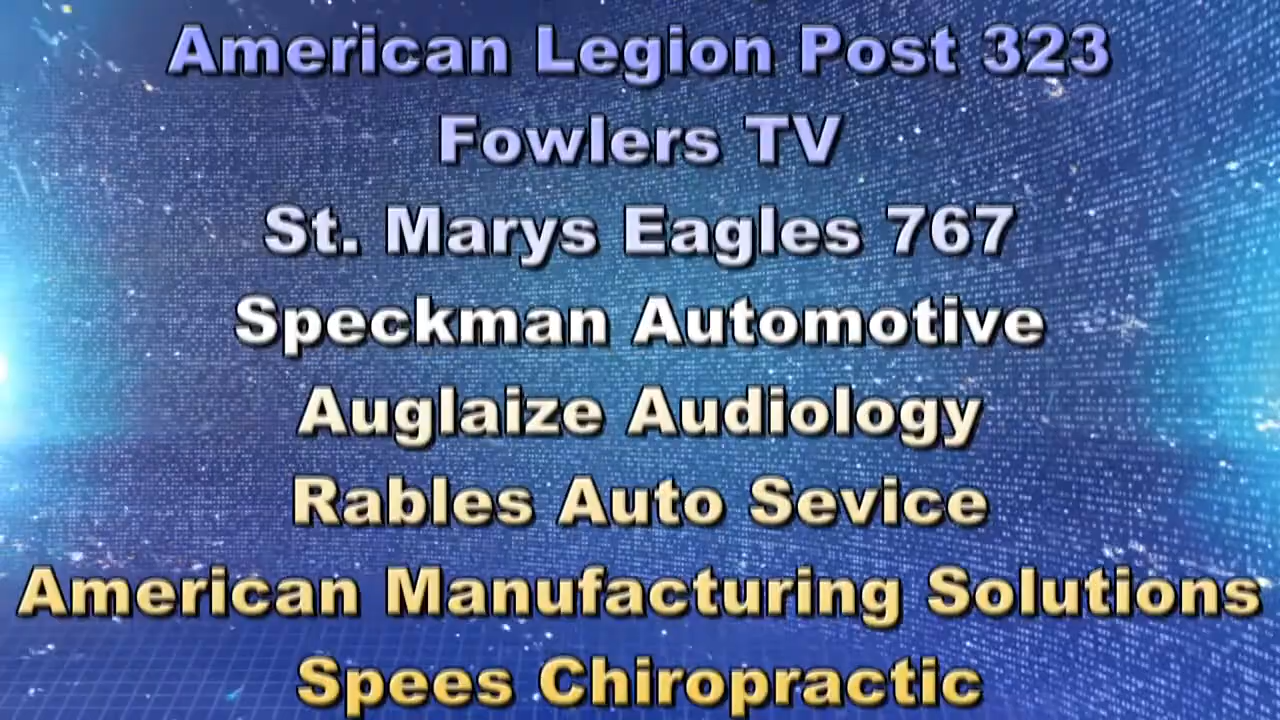 American Legion Post 323
Fowlers TV
St. Marys Eagles 767
Speckman Automotive
Auglaize Audiology
Rables Auto Sevice
American Manufacturing Solutions
Spees Chiropractic